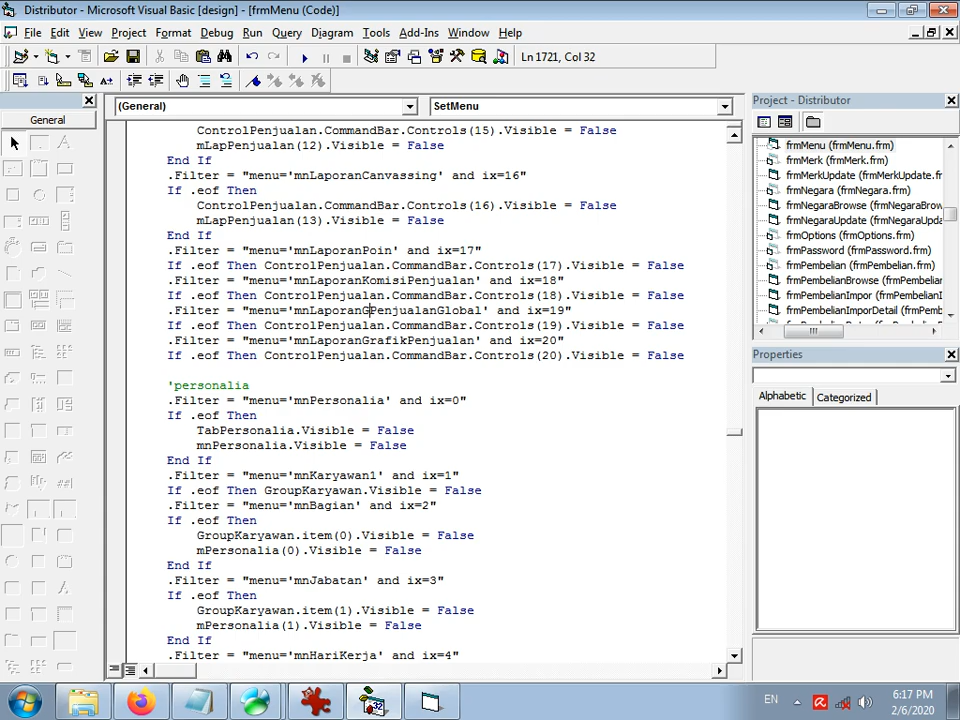 Distributor - Microsoft Visual Basic [design] - [frmMenu (Code)]
File Edit View Project Format Debug Run Query Diagram Tools Add-Ins Window Help
Ln 1721, Col 32
General
(General)
SetMenu
ControlPenjualan.CommandBar.Controls(15).Visible = False
mLapPenjualan(12).Visible = False
End If
.Filter = "menu='mnLaporanCanvassing' and ix=16"
If .eof Then
ControlPenjualan.CommandBar.Controls(16).Visible = False
mLapPenjualan(13).Visible = False
End If
.Filter = "menu='mnLaporanPoin' and ix=17"
If .eof Then ControlPenjualan.CommandBar.Controls(17).Visible = False
.Filter = "menu='mnLaporanKomisiPenjualan' and ix=18"
If .eof Then ControlPenjualan.CommandBar.Controls(18).Visible = False
.Filter = "menu='mnLaporanGPenjualanGlobal' and ix=19"
If .eof Then ControlPenjualan.CommandBar.Controls(19).Visible = False
.Filter = "menu='mnLaporanGrafikPenjualan' and ix=20"
If .eof Then ControlPenjualan.CommandBar.Controls(20).Visible = False
'personalia
.Filter = "menu='mnPersonalia' and ix=0"
If .eof Then
TabPersonalia.Visible = False
mnPersonalia.Visible = False
End If
.Filter = "menu='mnKaryawan1' and ix=1"
If .eof Then GroupKaryawan.Visible = False
.Filter = "menu='mnBagian' and ix=2"
If .eof Then
GroupKaryawan.item(0).Visible = False
mPersonalia(0).Visible = False
End If
.Filter = "menu='mnJabatan' and ix=3"
If .eof Then
GroupKaryawan.item(1).Visible = False
mPersonalia(1).Visible = False
End If
.Filter = "menu='mnHariKerja' and ix=4"
Project - Distributor
frmMenu (frmMenu.frm)
frmMerk (frmMerk.frm)
frmMerkUpdate (frmMerkUpdate.fr
frmNegara (frmNegara.frm)
frmNegaraBrowse (frmNegaraBrow
frmNegaraUpdate (frmNegaraUpda
frmOptions (frmOptions.frm)
frmPassword (frmPassword.frm)
frmPembelian (frmPembelian.frm)
frmPembelianBrowse (frmPembelia
frmPembelianImpor (frmPembelianI
frmPembelianImporDetail (frmPemb
Properties
Alphabetic Categorized
EN
6:17 PM
2/6/2020